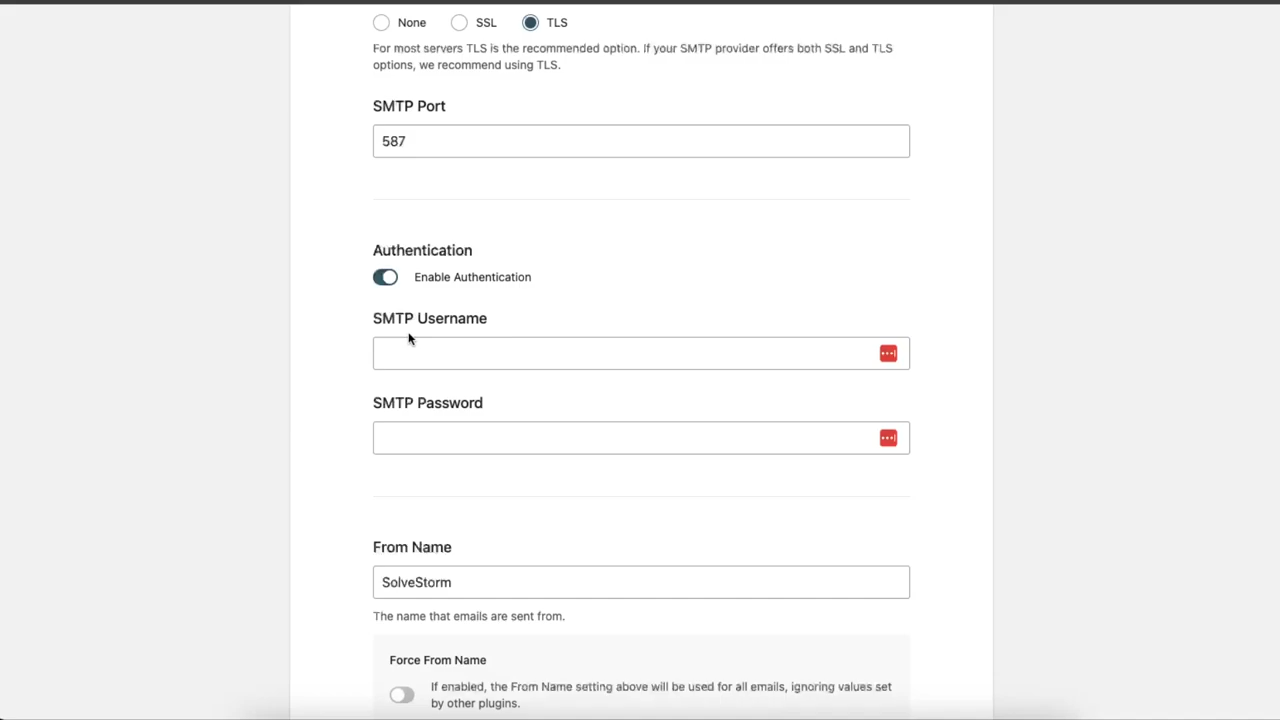 None SSL TLS
For most servers TLS is the recommended option. If your SMTP provider offers both SSL and TLS
options, we recommend using TLS.
SMTP Port
587
Authentication
Enable Authentication
SMTP Username
SMTP Password
From Name
SolveStorm
The name that emails are sent from.
Force From Name
If enabled, the From Name setting above will be used for all emails, ignoring values set
by other plugins.